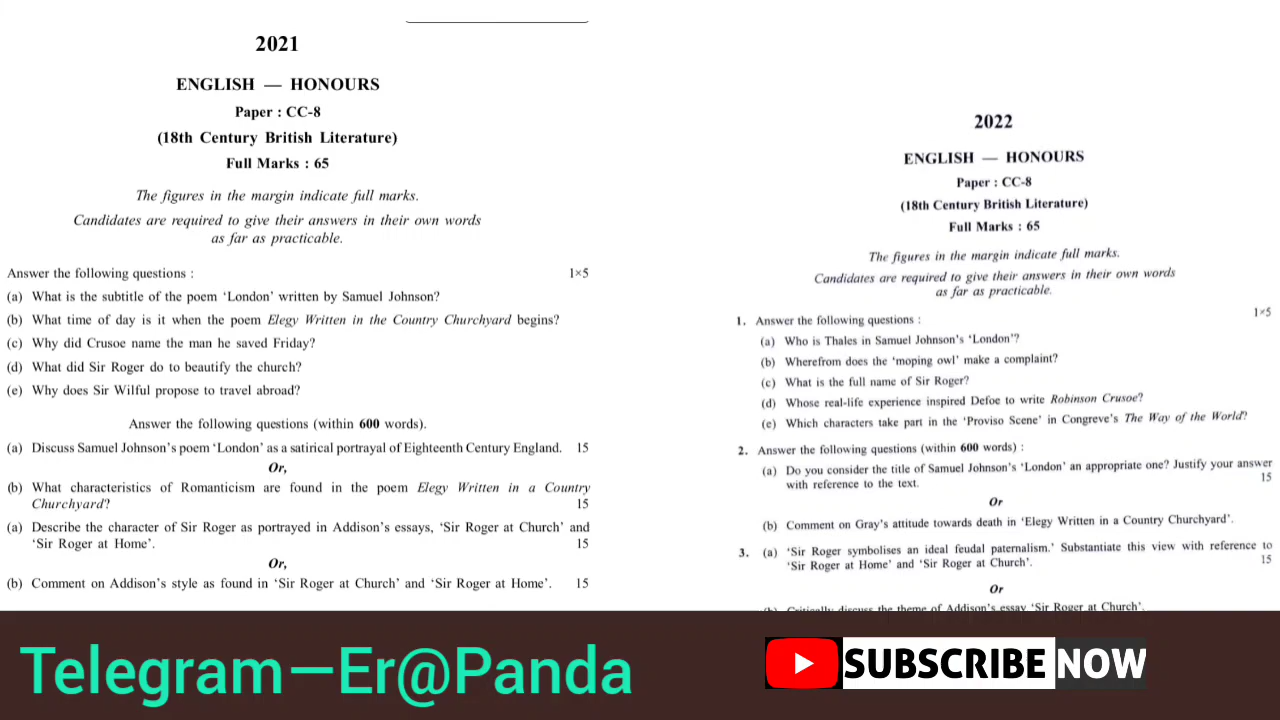 2021
ENGLISH — HONOURS
Paper : CC-8
(18th Century British Literature)
Full Marks : 65
The figures in the margin indicate full marks.
Candidates are required to give their answers in their own words
as far as practicable.
Answer the following questions : 1×5
(a) What is the subtitle of the poem ‘London’ written by Samuel Johnson?
(b) What time of day is it when the poem Elegy Written in the Country Churchyard begins?
(c) Why did Crusoe name the man he saved Friday?
(d) What did Sir Roger do to beautify the church?
(e) Why does Sir Wilful propose to travel abroad?
Answer the following questions (within 600 words).
(a) Discuss Samuel Johnson's poem ‘London’ as a satirical portrayal of Eighteenth Century England. 15
Or,
(b) What characteristics of Romanticism are found in the poem Elegy Written in a Country
Churchyard? 15
(a) Describe the character of Sir Roger as portrayed in Addison's essays, ‘Sir Roger at Church’ and
‘Sir Roger at Home’. 15
Or,
(b) Comment on Addison's style as found in ‘Sir Roger at Church’ and ‘Sir Roger at Home’. 15
2022
ENGLISH — HONOURS
Paper : CC-8
(18th Century British Literature)
Full Marks : 65
The figures in the margin indicate full marks.
Candidates are required to give their answers in their own words
as far as practicable.
1. Answer the following questions : 1×5
(a) Who is Thales in Samuel Johnson's ‘London’?
(b) Wherefrom does the ‘moping owl’ make a complaint?
(c) What is the full name of Sir Roger?
(d) Whose real-life experience inspired Defoe to write Robinson Crusoe?
(e) Which characters take part in the ‘Proviso Scene’ in Congreve's The Way of the World?
2. Answer the following questions (within 600 words) :
(a) Do you consider the title of Samuel Johnson's ‘London’ an appropriate one? Justify your answer
with reference to the text. 15
Or
(b) Comment on Gray's attitude towards death in ‘Elegy Written in a Country Churchyard’.
3. (a) ‘Sir Roger symbolises an ideal feudal paternalism.’ Substantiate this view with reference to
‘Sir Roger at Home’ and ‘Sir Roger at Church’. 15
Or
(b) Critically discuss the theme of Addison's essay ‘Sir Roger at Church’.
Telegram—Er@Panda
SUBSCRIBE NOW